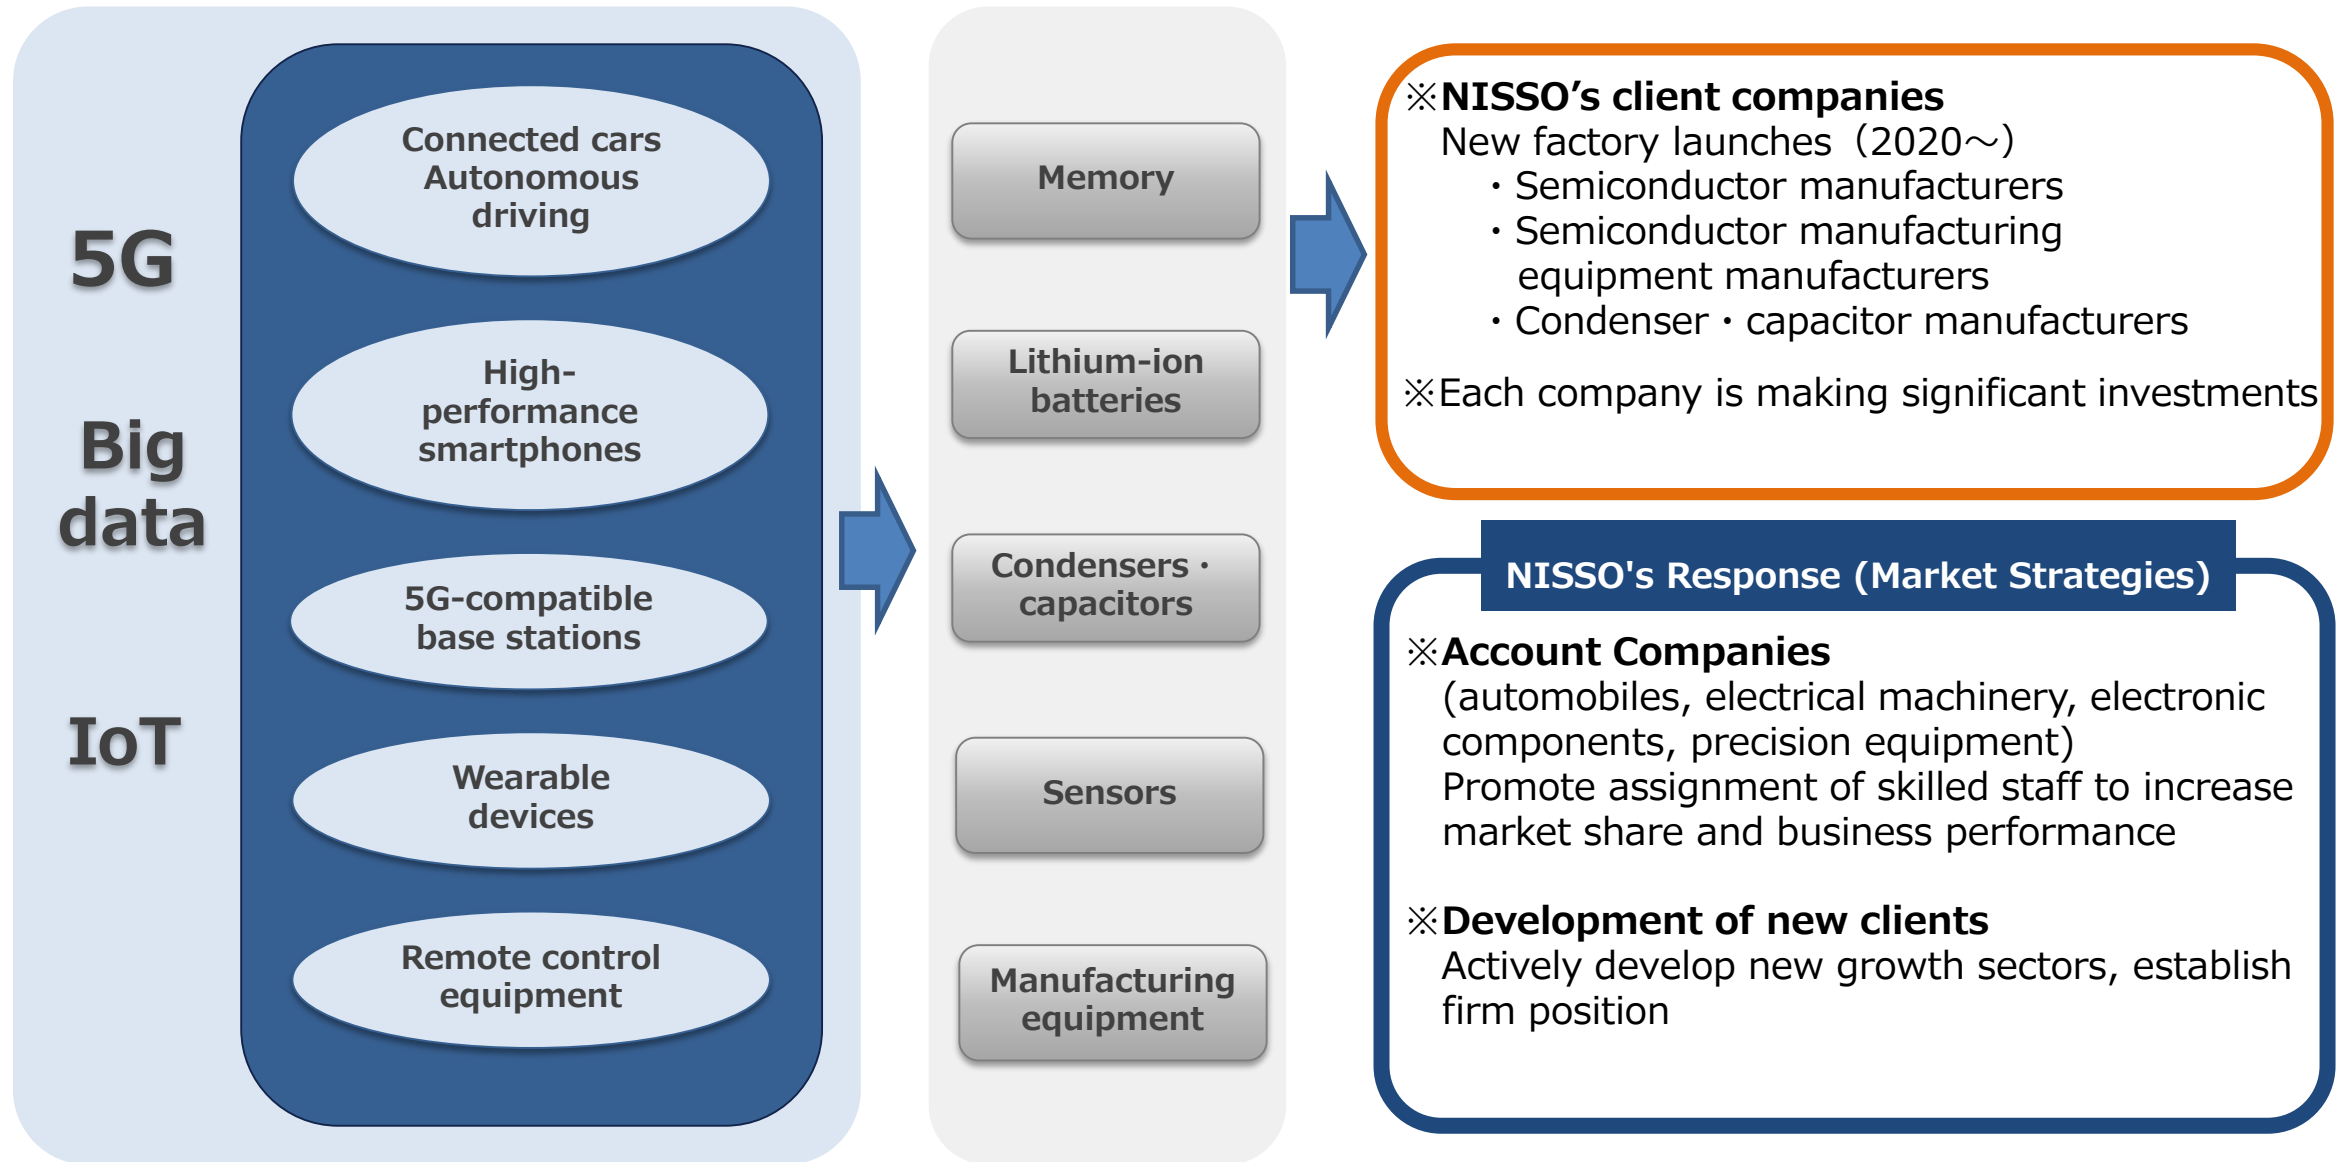 5G
Big
data
IoT
Connected cars
Autonomous
driving
High-
performance
smartphones
5G-compatible
base stations
Wearable
devices
Remote control
equipment
Memory
Lithium-ion
batteries
Condensers・
capacitors
Sensors
Manufacturing
equipment
※NISSO’s client companies
New factory launches（2020～）
・Semiconductor manufacturers
・Semiconductor manufacturing
equipment manufacturers
・Condenser・capacitor manufacturers
※Each company is making significant investments
NISSO's Response (Market Strategies)
※Account Companies
(automobiles, electrical machinery, electronic
components, precision equipment)
Promote assignment of skilled staff to increase
market share and business performance
※Development of new clients
Actively develop new growth sectors, establish
firm position